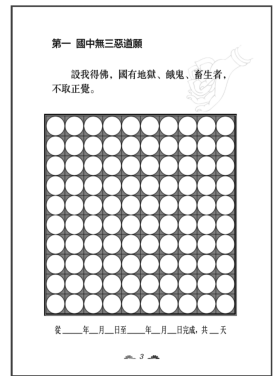 第一 國中無三惡道願
設我得佛，國有地獄、餓鬼、畜生者，
不取正覺。
從____年__月__日至____年__月__日完成，共__天
3